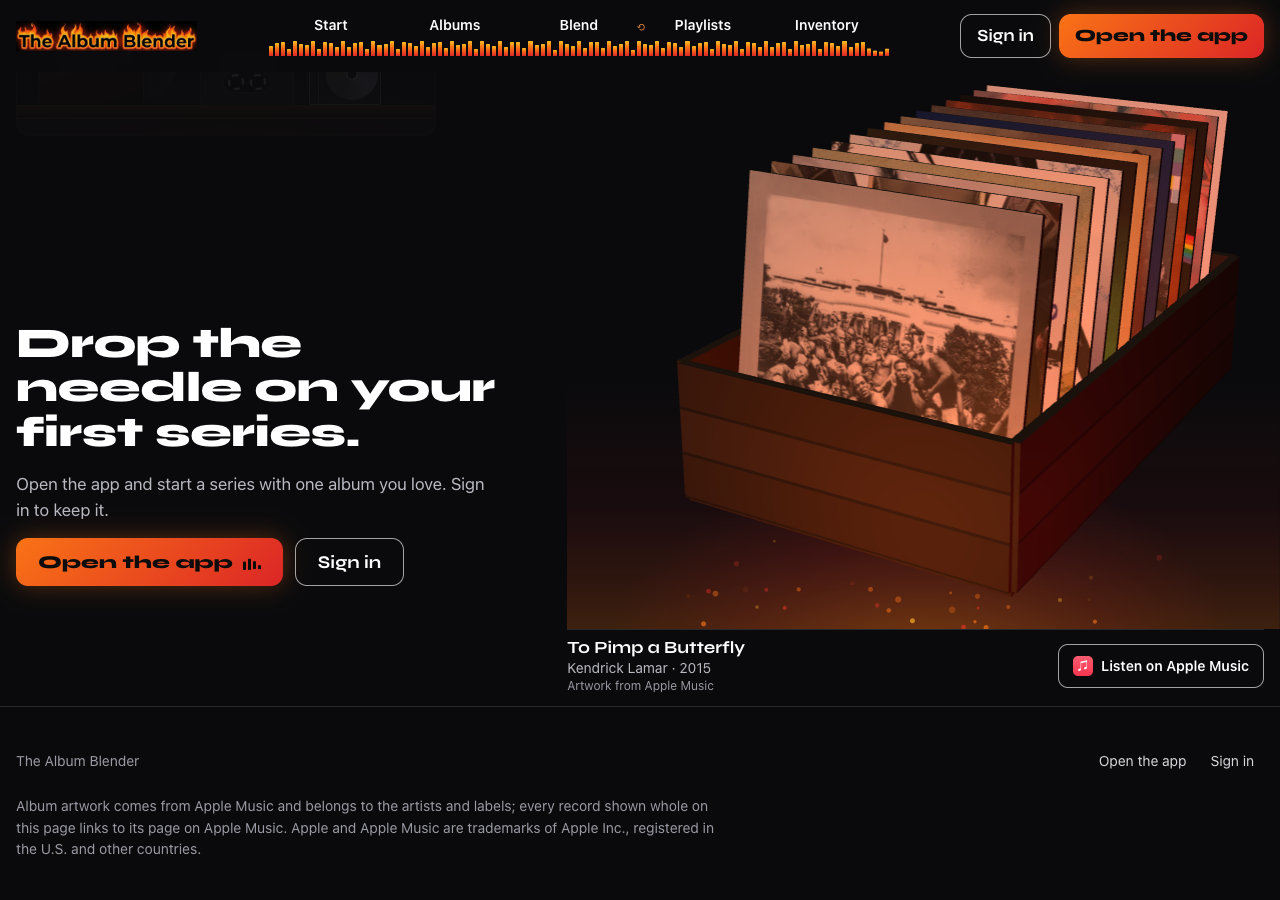 The Album Blender
Start
Albums
Blend
Playlists
Inventory
Sign in
Open the app
Drop the
needle on your
first series.
Open the app and start a series with one album you love. Sign
in to keep it.
Open the app
Sign in
To Pimp a Butterfly
Kendrick Lamar · 2015
Artwork from Apple Music
Listen on Apple Music
The Album Blender
Open the app
Sign in
Album artwork comes from Apple Music and belongs to the artists and labels; every record shown whole on
this page links to its page on Apple Music. Apple and Apple Music are trademarks of Apple Inc., registered in
the U.S. and other countries.